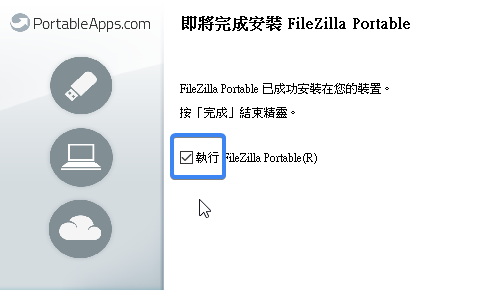 PortableApps.com
即將完成安裝 FileZilla Portable
FileZilla Portable 已成功安裝在您的裝置。
按「完成」結束精靈。
執行 FileZilla Portable(R)